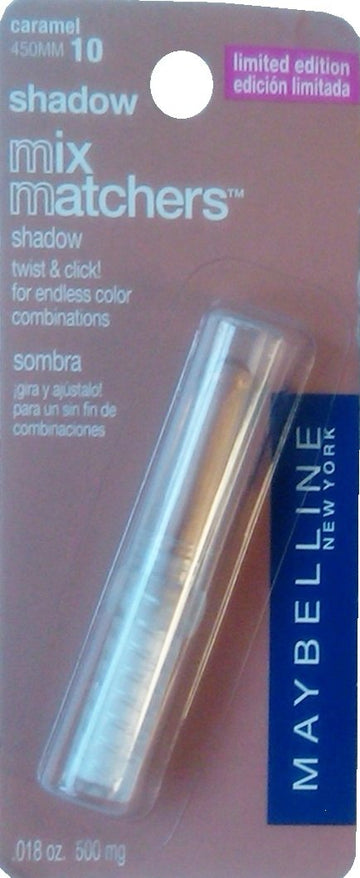 caramel
450MM 10
limited edition
edición limitada
shadow
mix
matchers™
shadow
twist & click!
for endless color
combinations
sombra
¡gira y ajústalo!
para un sin fin de
combinaciones
MAYBELLINE
NEW YORK
.018 oz. 500 mg